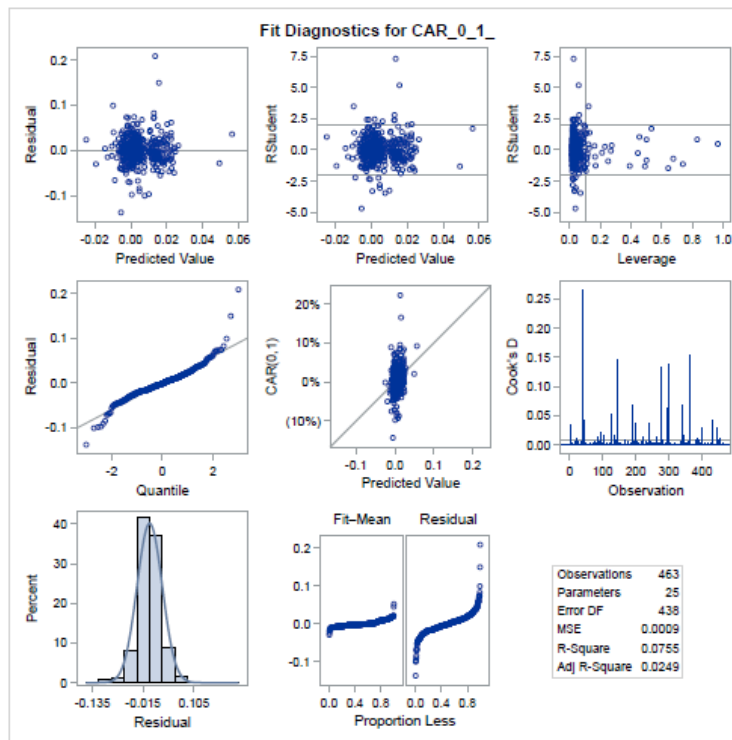 Fit Diagnostics for CAR_0_1_
0.2
0.1
0.0
-0.1
Residual
-0.02 0.00 0.02 0.04 0.06
Predicted Value
7.5
5.0
2.5
0.0
-2.5
-5.0
RStudent
-0.02 0.00 0.02 0.04 0.06
Predicted Value
7.5
5.0
2.5
0.0
-2.5
-5.0
RStudent
0.0 0.2 0.4 0.6 0.8 1.0
Leverage
0.2
0.1
0.0
-0.1
Residual
-2 0 2
Quantile
20%
10%
0%
(10%)
CAR(0,1)
-0.1 0.0 0.1 0.2
Predicted Value
0.25
0.20
0.15
0.10
0.05
0.00
Cook's D
0 100 200 300 400
Observation
40
30
20
10
0
Percent
-0.135 -0.015 0.105
Residual
Fit–Mean Residual
0.2
0.1
0.0
-0.1
0.0 0.4 0.8 0.0 0.4 0.8
Proportion Less
Observations 463
Parameters 25
Error DF 438
MSE 0.0009
R-Square 0.0755
Adj R-Square 0.0249